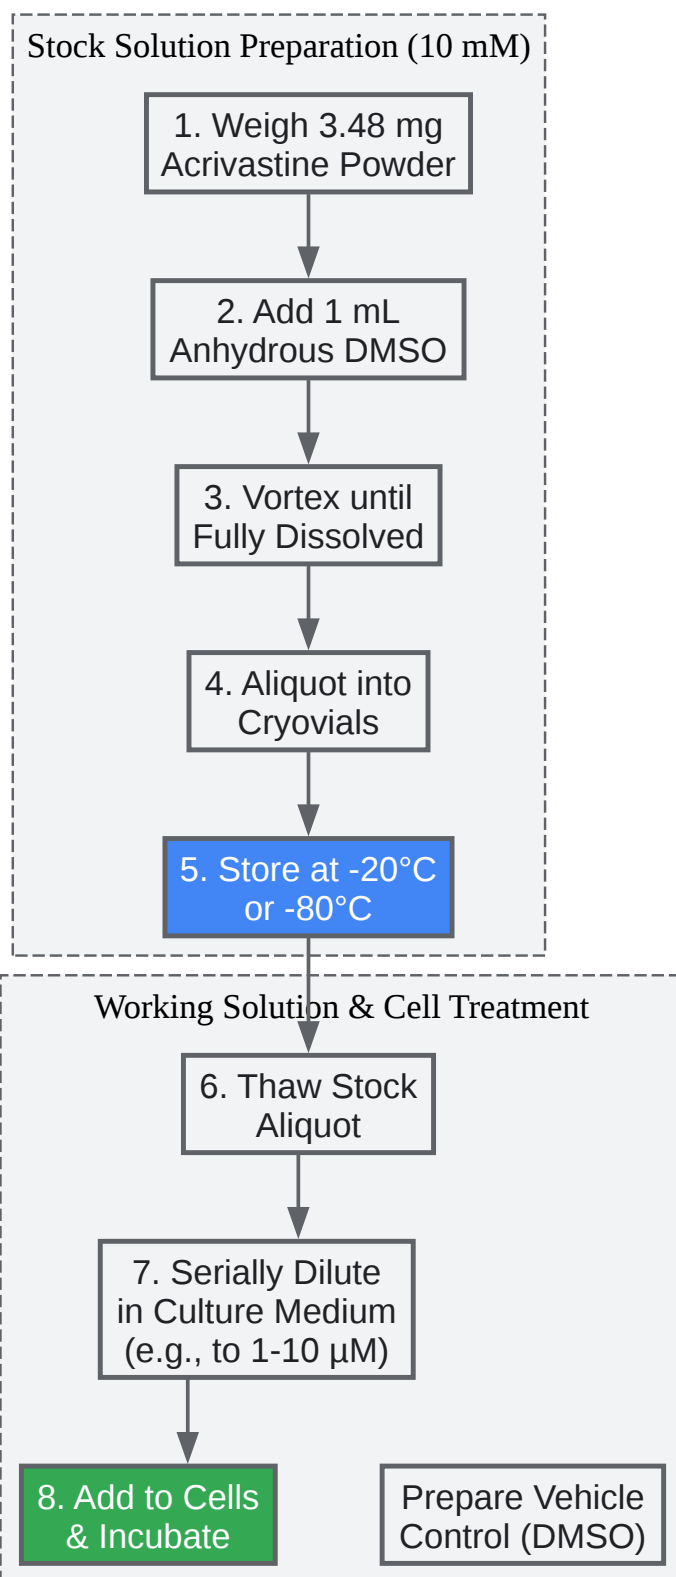 Stock Solution Preparation (10 mM)
1. Weigh 3.48 mg
Acrivastine Powder
2. Add 1 mL
Anhydrous DMSO
3. Vortex until
Fully Dissolved
4. Aliquot into
Cryovials
5. Store at -20°C
or -80°C
Working Solution & Cell Treatment
6. Thaw Stock
Aliquot
7. Serially Dilute
in Culture Medium
(e.g., to 1-10 µM)
8. Add to Cells
& Incubate
Prepare Vehicle
Control (DMSO)